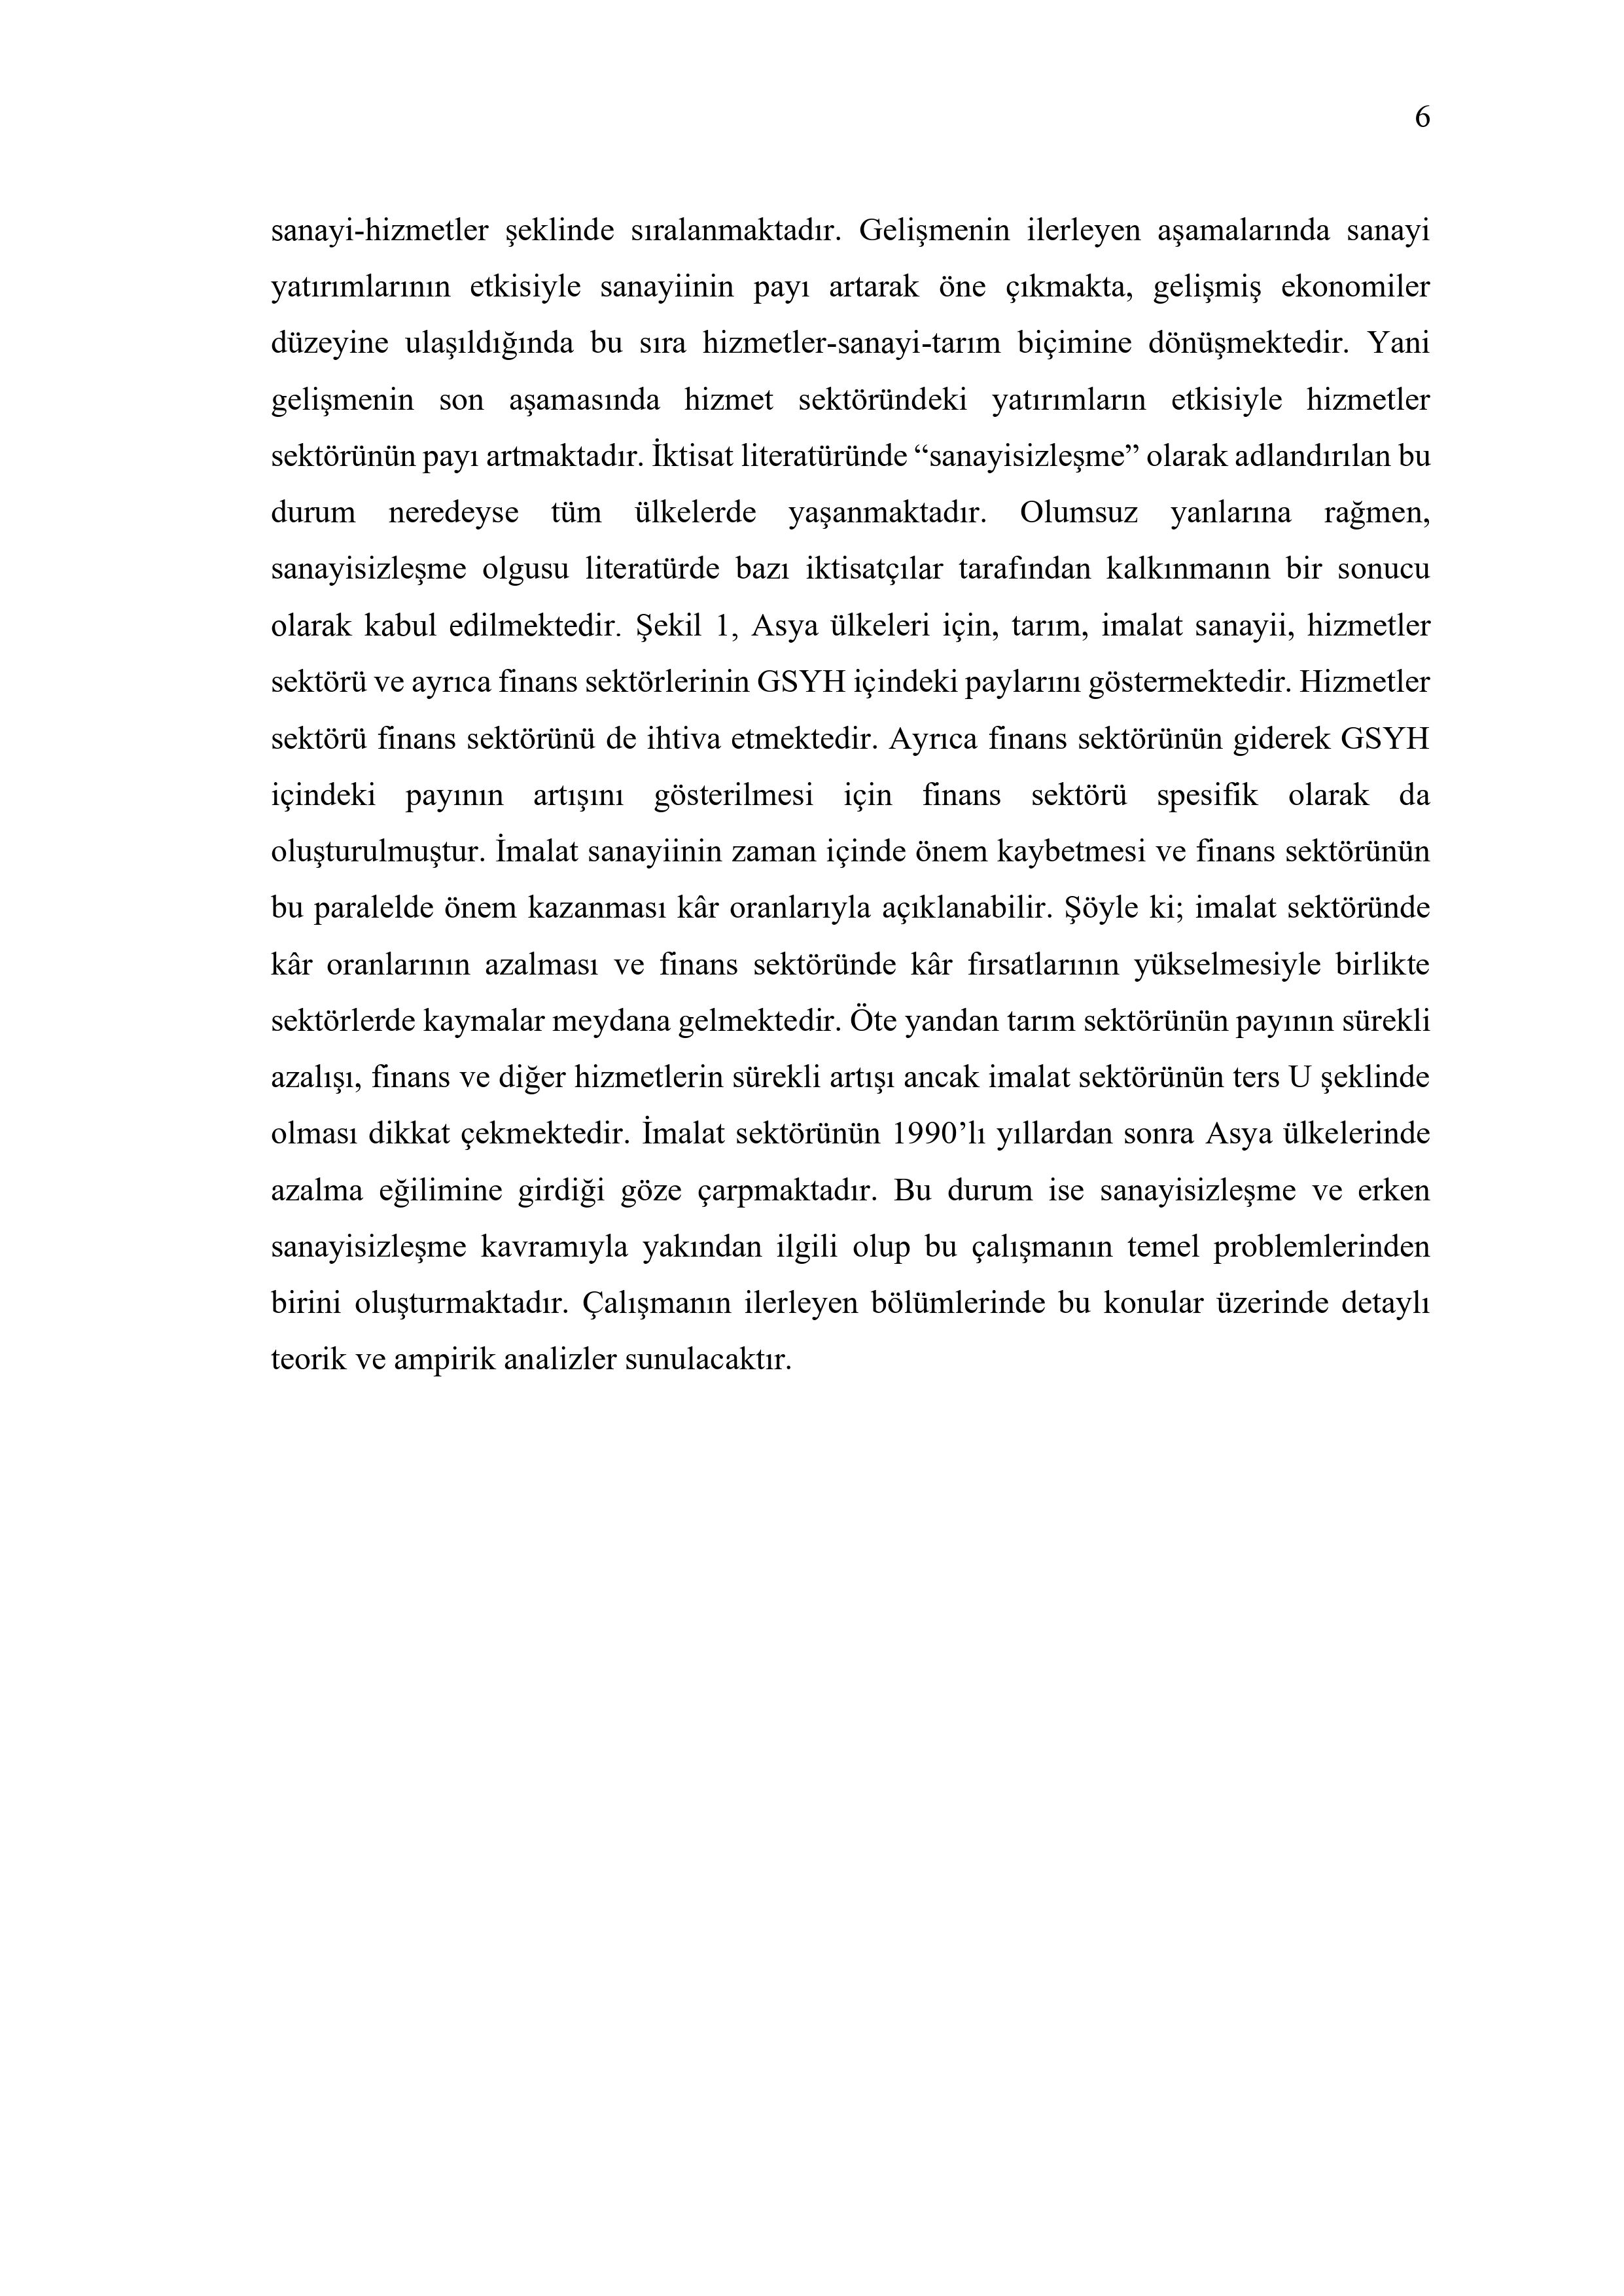 6
sanayi-hizmetler şeklinde sıralanmaktadır. Gelişmenin ilerleyen aşamalarında sanayi
yatırımlarının etkisiyle sanayiinin payı artarak öne çıkmakta, gelişmiş ekonomiler
düzeyine ulaşıldığında bu sıra hizmetler-sanayi-tarım biçimine dönüşmektedir. Yani
gelişmenin son aşamasında hizmet sektöründeki yatırımların etkisiyle hizmetler
sektörünün payı artmaktadır. İktisat literatüründe “sanayisizleşme” olarak adlandırılan bu
durum neredeyse tüm ülkelerde yaşanmaktadır. Olumsuz yanlarına rağmen,
sanayisizleşme olgusu literatürde bazı iktisatçılar tarafından kalkınmanın bir sonucu
olarak kabul edilmektedir. Şekil 1, Asya ülkeleri için, tarım, imalat sanayii, hizmetler
sektörü ve ayrıca finans sektörlerinin GSYH içindeki paylarını göstermektedir. Hizmetler
sektörü finans sektörünü de ihtiva etmektedir. Ayrıca finans sektörünün giderek GSYH
içindeki payının artışını gösterilmesi için finans sektörü spesifik olarak da
oluşturulmuştur. İmalat sanayiinin zaman içinde önem kaybetmesi ve finans sektörünün
bu paralelde önem kazanması kâr oranlarıyla açıklanabilir. Şöyle ki; imalat sektöründe
kâr oranlarının azalması ve finans sektöründe kâr fırsatlarının yükselmesiyle birlikte
sektörlerde kaymalar meydana gelmektedir. Öte yandan tarım sektörünün payının sürekli
azalışı, finans ve diğer hizmetlerin sürekli artışı ancak imalat sektörünün ters U şeklinde
olması dikkat çekmektedir. İmalat sektörünün 1990’lı yıllardan sonra Asya ülkelerinde
azalma eğilimine girdiği göze çarpmaktadır. Bu durum ise sanayisizleşme ve erken
sanayisizleşme kavramıyla yakından ilgili olup bu çalışmanın temel problemlerinden
birini oluşturmaktadır. Çalışmanın ilerleyen bölümlerinde bu konular üzerinde detaylı
teorik ve ampirik analizler sunulacaktır.